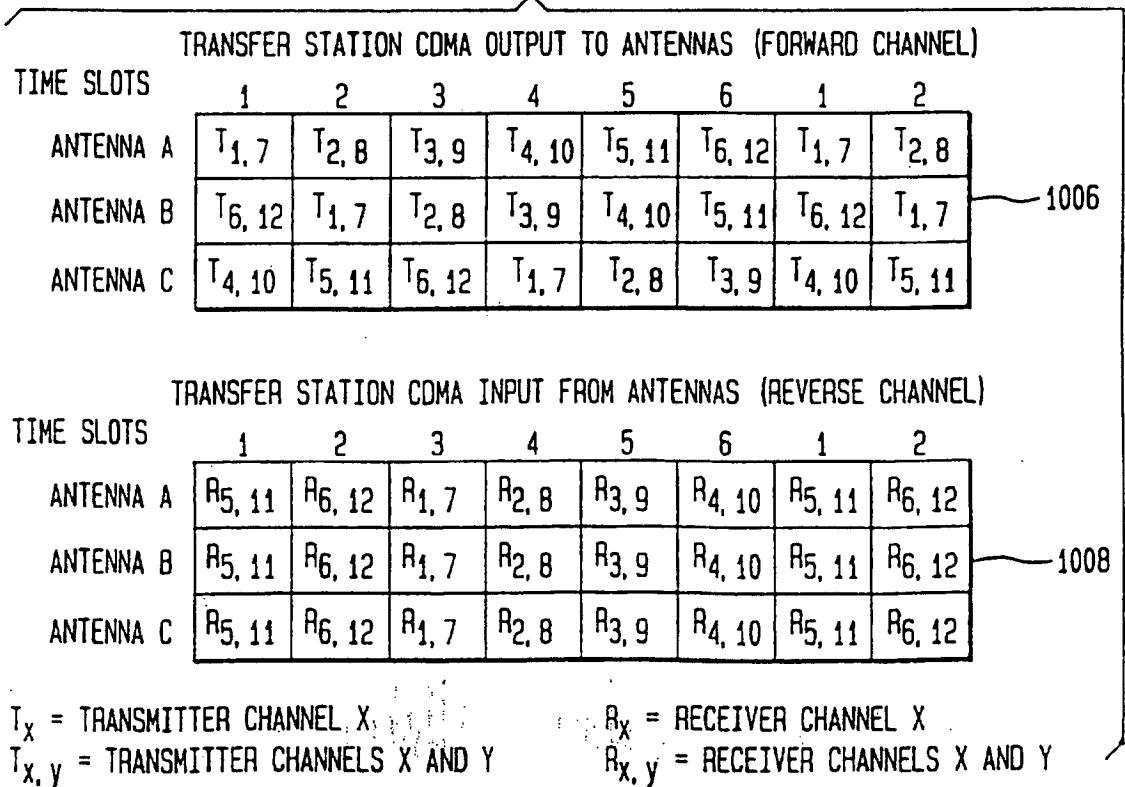 TRANSFER STATION CDMA OUTPUT TO ANTENNAS (FORWARD CHANNEL)
TIME SLOTS 1 2 3 4 5 6 1 2
ANTENNA A T1, 7 T2, 8 T3, 9 T4, 10 T5, 11 T6, 12 T1, 7 T2, 8
ANTENNA B T6, 12 T1, 7 T2, 8 T3, 9 T4, 10 T5, 11 T6, 12 T1, 7 1006
ANTENNA C T4, 10 T5, 11 T6, 12 T1, 7 T2, 8 T3, 9 T4, 10 T5, 11
TRANSFER STATION CDMA INPUT FROM ANTENNAS (REVERSE CHANNEL)
TIME SLOTS 1 2 3 4 5 6 1 2
ANTENNA A R5, 11 R6, 12 R1, 7 R2, 8 R3, 9 R4, 10 R5, 11 R6, 12
ANTENNA B R5, 11 R6, 12 R1, 7 R2, 8 R3, 9 R4, 10 R5, 11 R6, 12 1008
ANTENNA C R5, 11 R6, 12 R1, 7 R2, 8 R3, 9 R4, 10 R5, 11 R6, 12
Tx = TRANSMITTER CHANNEL X Rx = RECEIVER CHANNEL X
Tx, y = TRANSMITTER CHANNELS X AND Y Rx, y = RECEIVER CHANNELS X AND Y